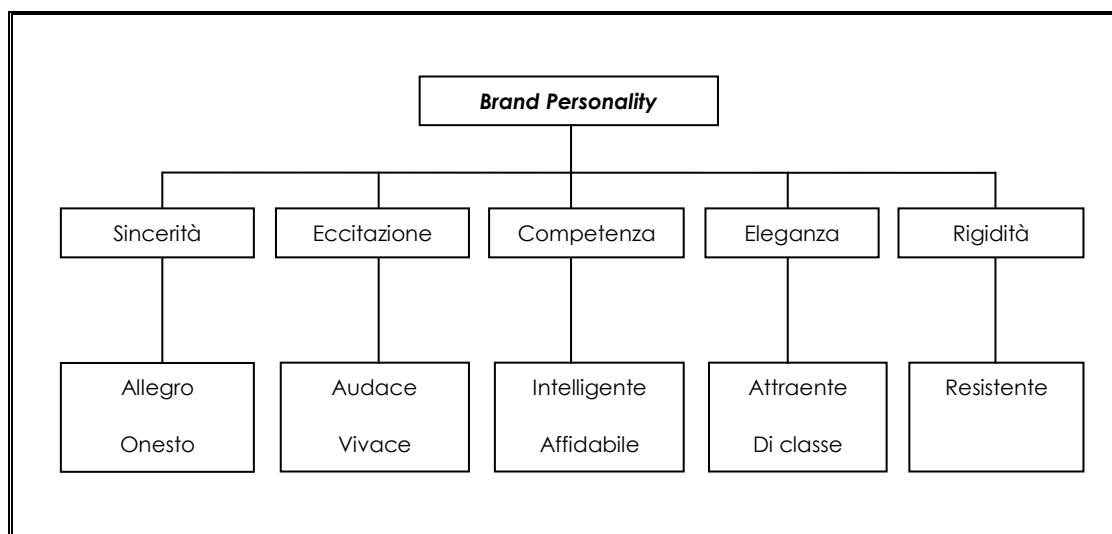 Brand Personality
Sincerità
Eccitazione
Competenza
Eleganza
Rigidità
Allegro
Onesto
Audace
Vivace
Intelligente
Affidabile
Attraente
Di classe
Resistente